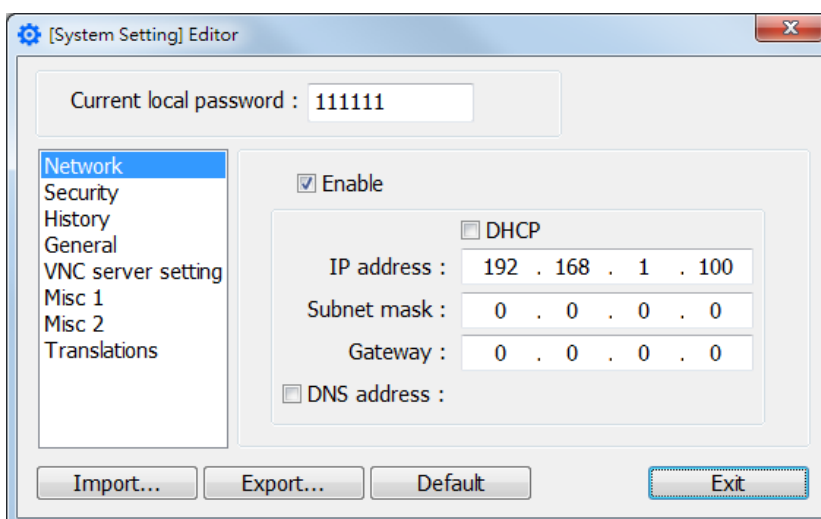 [System Setting] Editor
Current local password : 111111
Network
Security
History
General
VNC server setting
Misc 1
Misc 2
Translations
Enable
DHCP
IP address : 192 . 168 . 1 . 100
Subnet mask : 0 . 0 . 0 . 0
Gateway : 0 . 0 . 0 . 0
DNS address :
Import... Export... Default Exit